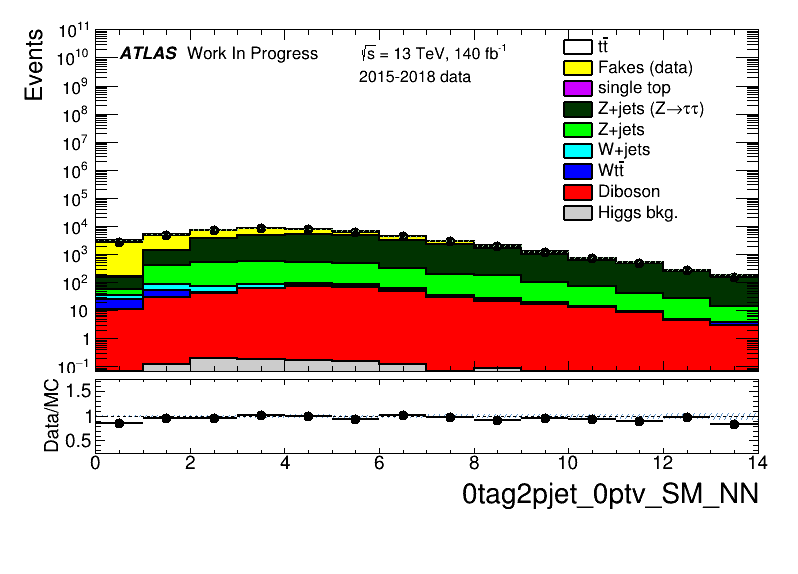 Events
10¹¹
10¹⁰
10⁹
10⁸
10⁷
10⁶
10⁵
10⁴
10³
10²
10
1
10⁻¹
ATLAS Work In Progress
√s = 13 TeV, 140 fb⁻¹
2015-2018 data
tt̄
Fakes (data)
single top
Z+jets (Z→ττ)
Z+jets
W+jets
Wtt̄
Diboson
Higgs bkg.
Data/MC
1.5
1
0.5
0 2 4 6 8 10 12 14
0tag2pjet_0ptv_SM_NN